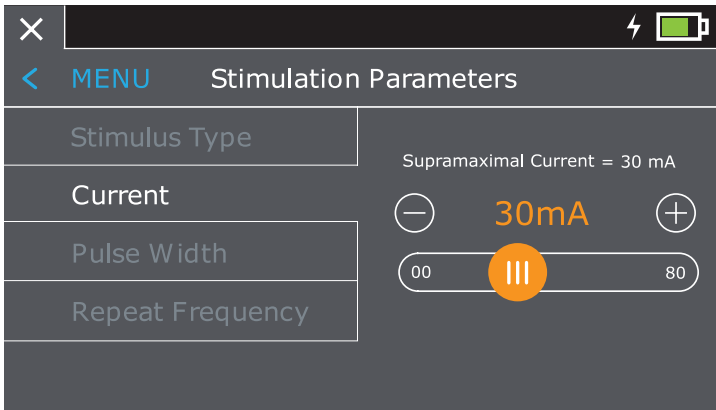 MENU Stimulation Parameters
Stimulus Type
Current
Pulse Width
Repeat Frequency
Supramaximal Current = 30 mA
30mA
00 80